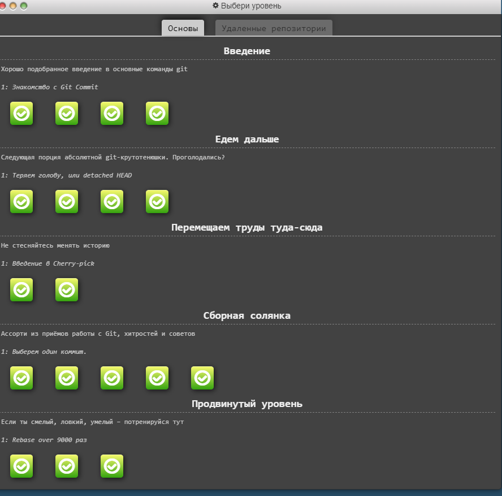 Выбери уровень
Основы
Удаленные репозитории
Введение
Хорошо подобранное введение в основные команды git
1: Знакомство с Git Commit
Едем дальше
Следующая порция абсолютной git-крутотенюшки. Проголодались?
1: Теряем голову, или detached HEAD
Перемещаем труды туда-сюда
Не стесняйтесь менять историю
1: Введение в Cherry-pick
Сборная солянка
Ассорти из приёмов работы с Git, хитростей и советов
1: Выберем один коммит.
Продвинутый уровень
Если ты смелый, ловкий, умелый – потренируйся тут
1: Rebase over 9000 раз